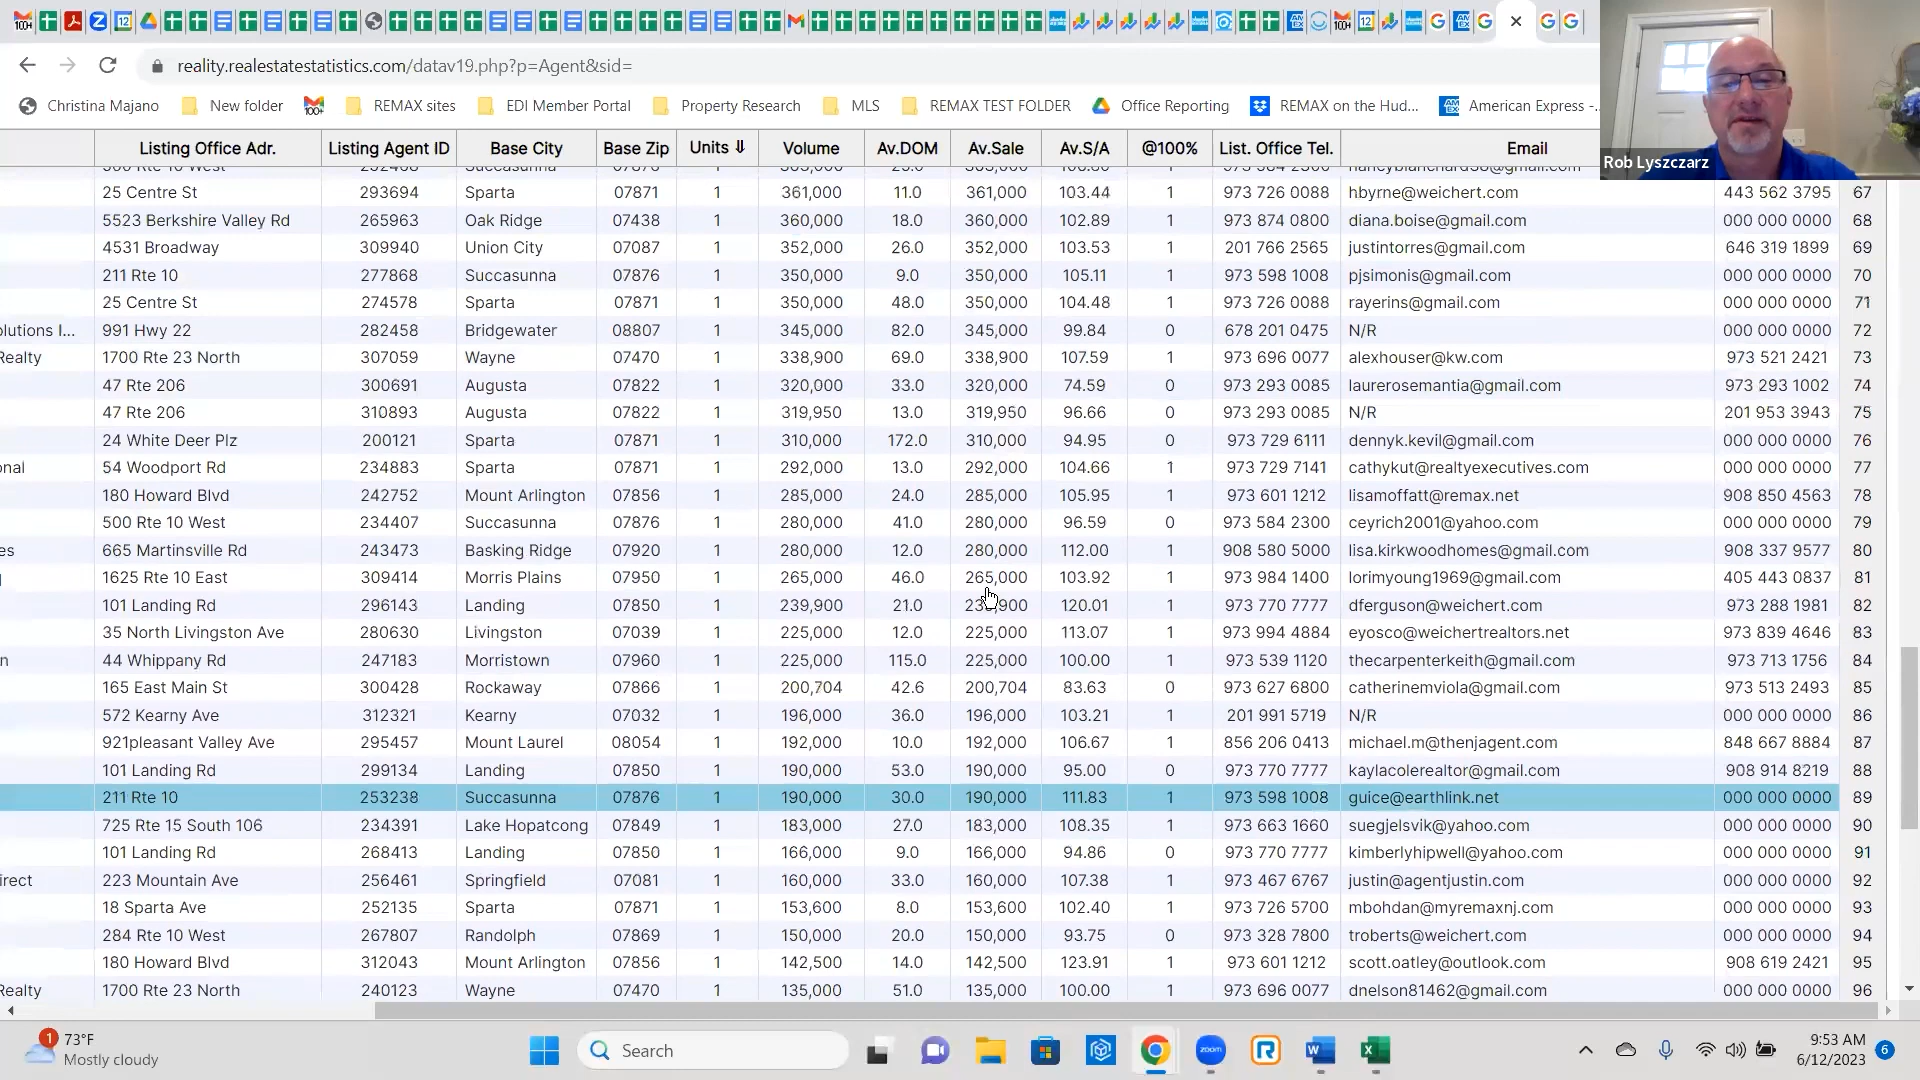 reality.realestatestatistics.com/datav19.php?p=Agent&sid=
Christina Majano New folder REMAX sites EDI Member Portal Property Research MLS REMAX TEST FOLDER Office Reporting REMAX on the Hud... American Express -...
Rob Lyszczarz
Listing Office Adr. Listing Agent ID Base City Base Zip Units ⇓ Volume Av.DOM Av.Sale Av.S/A @100% List. Office Tel. Email
25 Centre St 293694 Sparta 07871 1 361,000 11.0 361,000 103.44 1 973 726 0088 hbyrne@weichert.com 443 562 3795 67
5523 Berkshire Valley Rd 265963 Oak Ridge 07438 1 360,000 18.0 360,000 102.89 1 973 874 0800 diana.boise@gmail.com 000 000 0000 68
4531 Broadway 309940 Union City 07087 1 352,000 26.0 352,000 103.53 1 201 766 2565 justintorres@gmail.com 646 319 1899 69
211 Rte 10 277868 Succasunna 07876 1 350,000 9.0 350,000 105.11 1 973 598 1008 pjsimonis@gmail.com 000 000 0000 70
25 Centre St 274578 Sparta 07871 1 350,000 48.0 350,000 104.48 1 973 726 0088 rayerins@gmail.com 000 000 0000 71
olutions I... 991 Hwy 22 282458 Bridgewater 08807 1 345,000 82.0 345,000 99.84 0 678 201 0475 N/R 000 000 0000 72
Realty 1700 Rte 23 North 307059 Wayne 07470 1 338,900 69.0 338,900 107.59 1 973 696 0077 alexhouser@kw.com 973 521 2421 73
47 Rte 206 300691 Augusta 07822 1 320,000 33.0 320,000 74.59 0 973 293 0085 laurerosemantia@gmail.com 973 293 1002 74
47 Rte 206 310893 Augusta 07822 1 319,950 13.0 319,950 96.66 0 973 293 0085 N/R 201 953 3943 75
24 White Deer Plz 200121 Sparta 07871 1 310,000 172.0 310,000 94.95 0 973 729 6111 dennyk.kevil@gmail.com 000 000 0000 76
onal 54 Woodport Rd 234883 Sparta 07871 1 292,000 13.0 292,000 104.66 1 973 729 7141 cathykut@realtyexecutives.com 000 000 0000 77
180 Howard Blvd 242752 Mount Arlington 07856 1 285,000 24.0 285,000 105.95 1 973 601 1212 lisamoffatt@remax.net 908 850 4563 78
500 Rte 10 West 234407 Succasunna 07876 1 280,000 41.0 280,000 96.59 0 973 584 2300 ceyrich2001@yahoo.com 000 000 0000 79
es 665 Martinsville Rd 243473 Basking Ridge 07920 1 280,000 12.0 280,000 112.00 1 908 580 5000 lisa.kirkwoodhomes@gmail.com 908 337 9577 80
1625 Rte 10 East 309414 Morris Plains 07950 1 265,000 46.0 265,000 103.92 1 973 984 1400 lorimyoung1969@gmail.com 405 443 0837 81
101 Landing Rd 296143 Landing 07850 1 239,900 21.0 239,900 120.01 1 973 770 7777 dferguson@weichert.com 973 288 1981 82
35 North Livingston Ave 280630 Livingston 07039 1 225,000 12.0 225,000 113.07 1 973 994 4884 eyosco@weichertrealtors.net 973 839 4646 83
n 44 Whippany Rd 247183 Morristown 07960 1 225,000 115.0 225,000 100.00 1 973 539 1120 thecarpenterkeith@gmail.com 973 713 1756 84
165 East Main St 300428 Rockaway 07866 1 200,704 42.6 200,704 83.63 0 973 627 6800 catherinemviola@gmail.com 973 513 2493 85
572 Kearny Ave 312321 Kearny 07032 1 196,000 36.0 196,000 103.21 1 201 991 5719 N/R 000 000 0000 86
921pleasant Valley Ave 295457 Mount Laurel 08054 1 192,000 10.0 192,000 106.67 1 856 206 0413 michael.m@thenjagent.com 848 667 8884 87
101 Landing Rd 299134 Landing 07850 1 190,000 53.0 190,000 95.00 0 973 770 7777 kaylacolerealtor@gmail.com 908 914 8219 88
211 Rte 10 253238 Succasunna 07876 1 190,000 30.0 190,000 111.83 1 973 598 1008 guice@earthlink.net 000 000 0000 89
725 Rte 15 South 106 234391 Lake Hopatcong 07849 1 183,000 27.0 183,000 108.35 1 973 663 1660 suegjelsvik@yahoo.com 000 000 0000 90
101 Landing Rd 268413 Landing 07850 1 166,000 9.0 166,000 94.86 0 973 770 7777 kimberlyhipwell@yahoo.com 000 000 0000 91
irect 223 Mountain Ave 256461 Springfield 07081 1 160,000 33.0 160,000 107.38 1 973 467 6767 justin@agentjustin.com 000 000 0000 92
18 Sparta Ave 252135 Sparta 07871 1 153,600 8.0 153,600 102.40 1 973 726 5700 mbohdan@myremaxnj.com 000 000 0000 93
284 Rte 10 West 267807 Randolph 07869 1 150,000 20.0 150,000 93.75 0 973 328 7800 troberts@weichert.com 000 000 0000 94
180 Howard Blvd 312043 Mount Arlington 07856 1 142,500 14.0 142,500 123.91 1 973 601 1212 scott.oatley@outlook.com 908 619 2421 95
Realty 1700 Rte 23 North 240123 Wayne 07470 1 135,000 51.0 135,000 100.00 1 973 696 0077 dnelson81462@gmail.com 000 000 0000 96
1 73°F
Mostly cloudy
Search
9:53 AM
6/12/2023
6